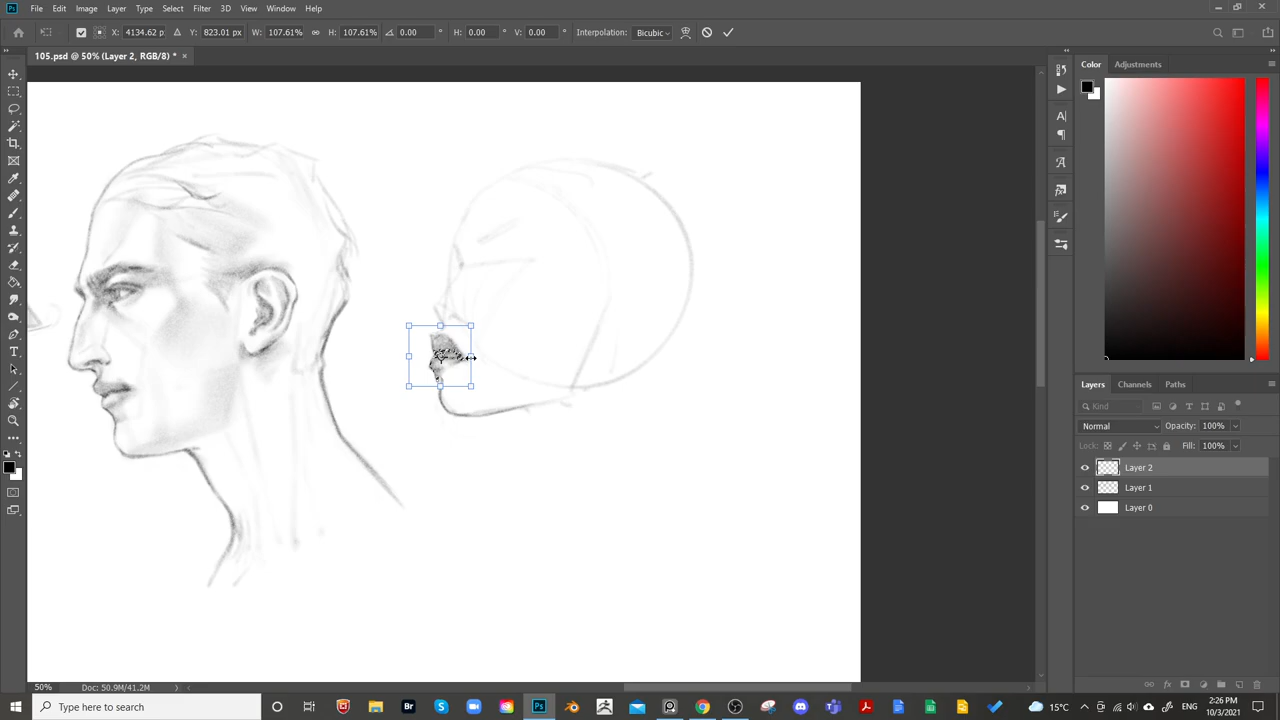 Ps File Edit Image Layer Type Select Filter 3D View Window Help
X: 4134.62 p Y: 823.01 px W: 107.61% H: 107.61% 0.00 ° H: 0.00 ° V: 0.00 ° Interpolation: Bicubic
105.psd @ 50% (Layer 2, RGB/8) * ×
Color Adjustments
Layers Channels Paths
Kind
Normal Opacity: 100%
Lock: Fill: 100%
Layer 2
Layer 1
Layer 0
50% Doc: 50.9M/41.2M
Type here to search
Br
Ps
15°C
ENG
2:26 PM
10/3/2021